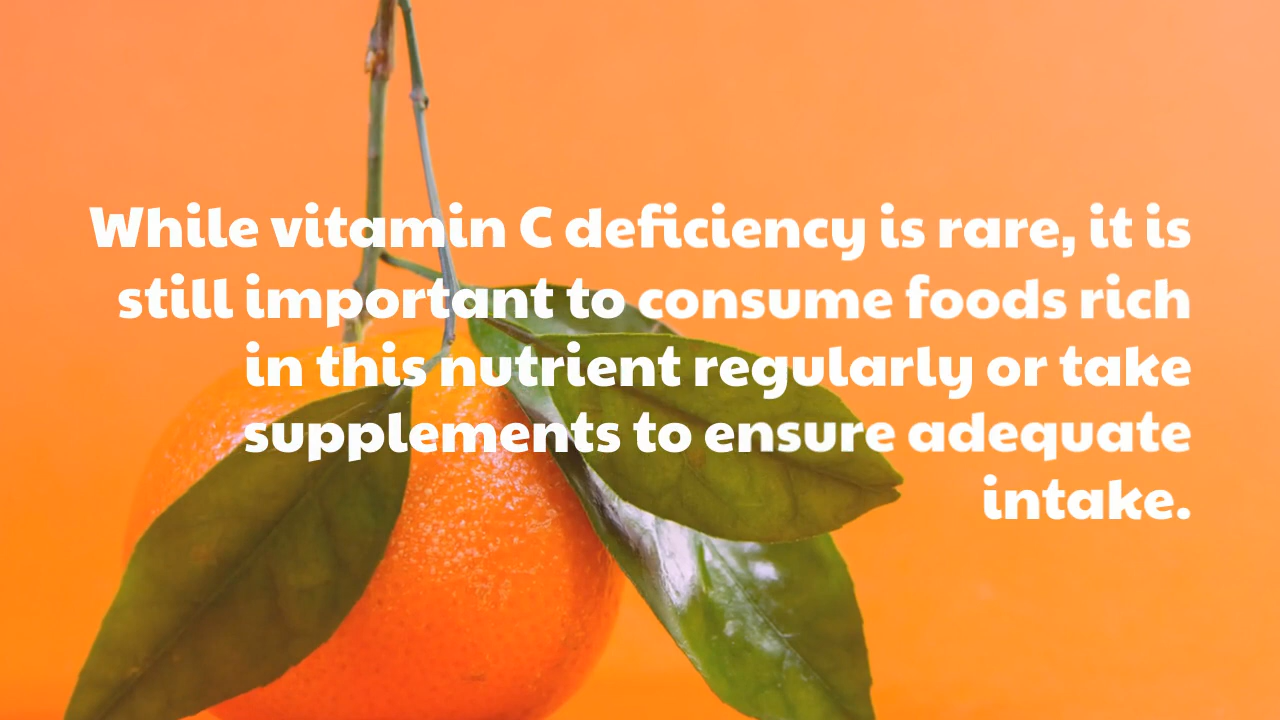 While vitamin C deficiency is rare, it is
still important to consume foods rich
in this nutrient regularly or take
supplements to ensure adequate
intake.